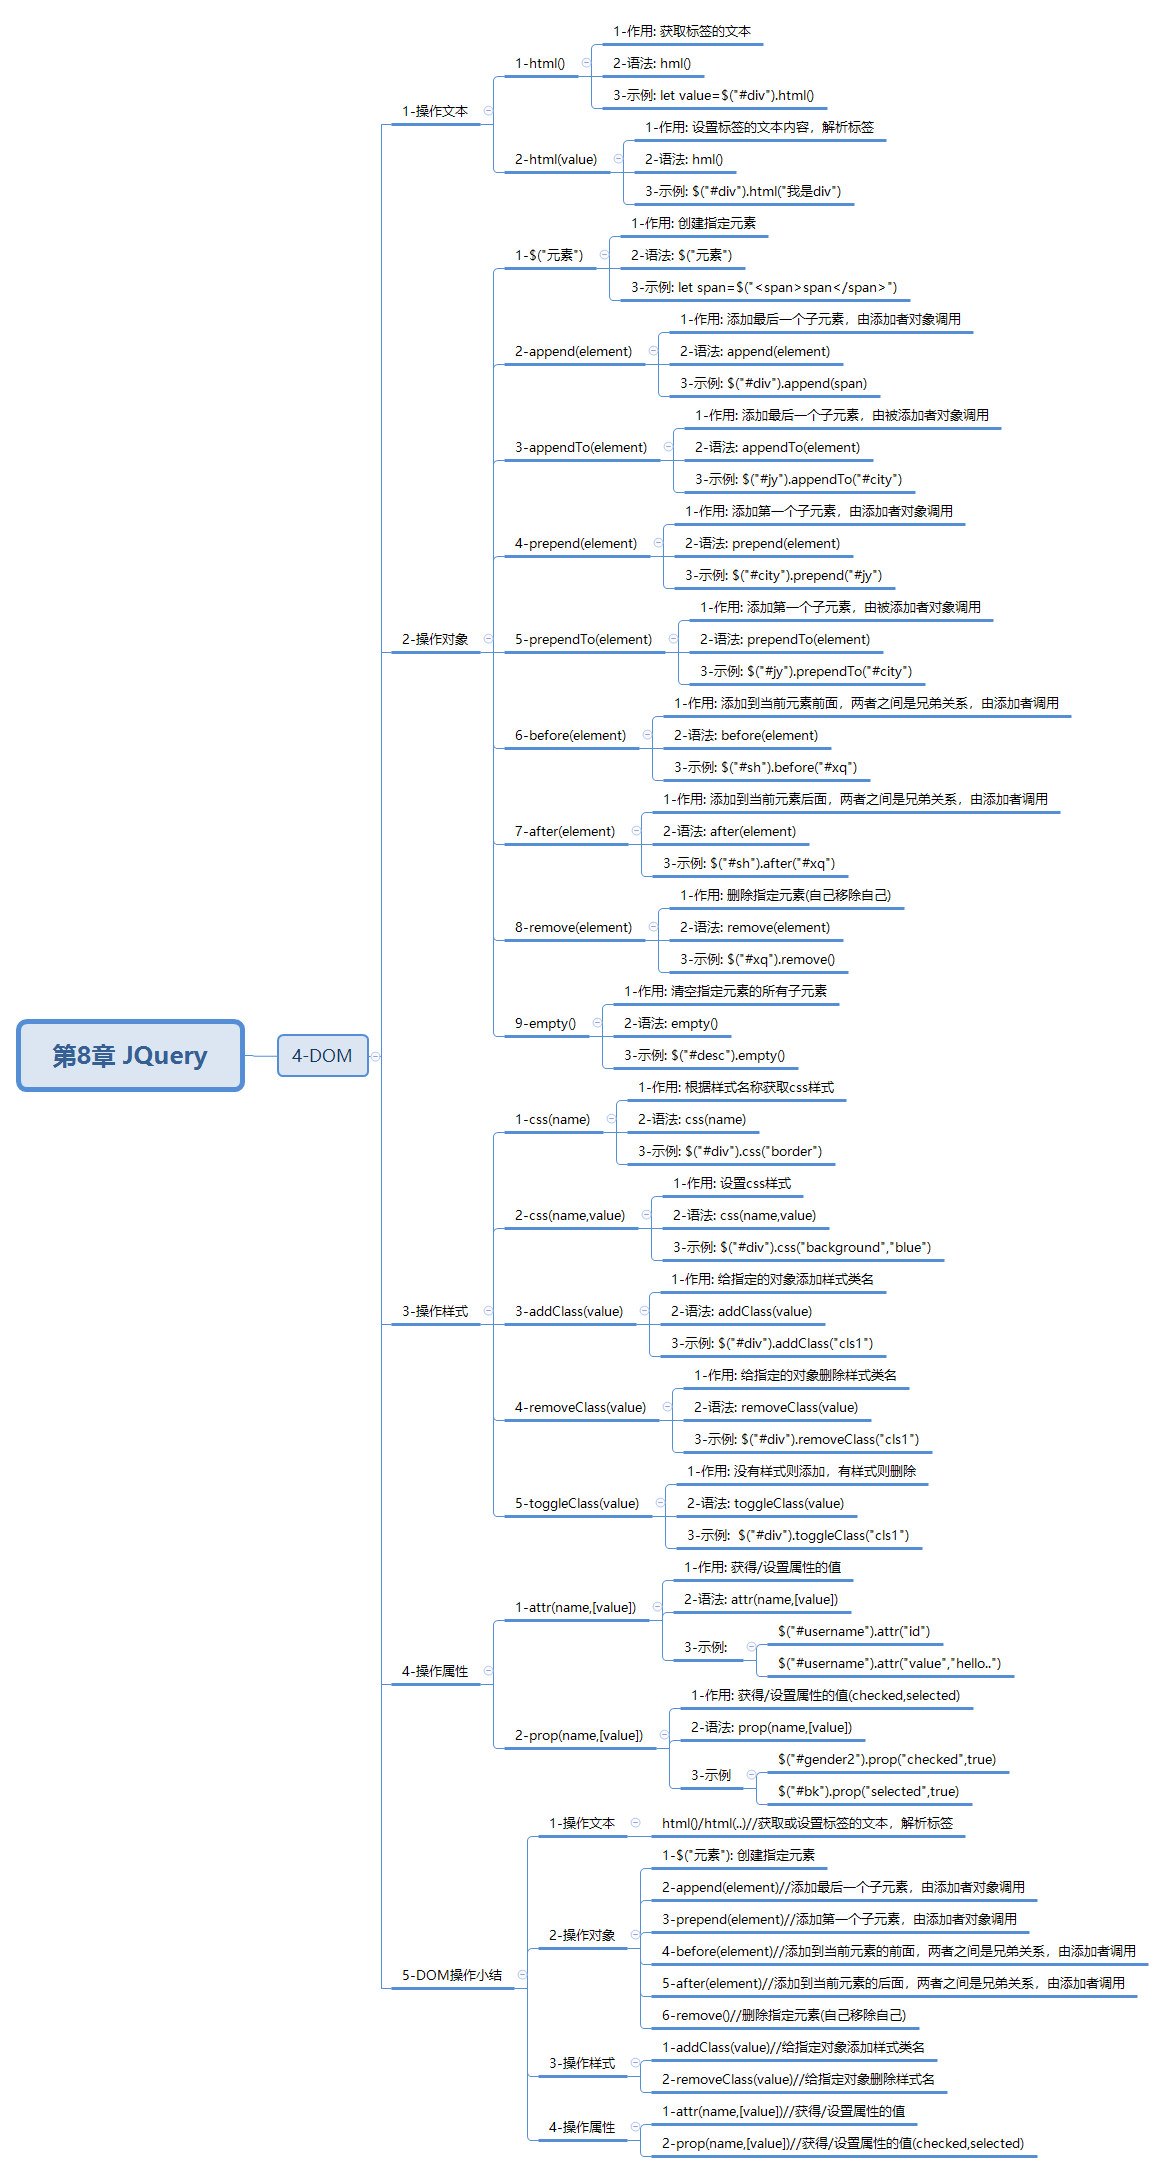 第8章 JQuery
4-DOM
1-操作文本
1-html()
1-作用: 获取标签的文本
2-语法: hml()
3-示例: let value=$("#div").html()
2-html(value)
1-作用: 设置标签的文本内容，解析标签
2-语法: hml()
3-示例: $("#div").html("我是div")
2-操作对象
1-$("元素")
1-作用: 创建指定元素
2-语法: $("元素")
3-示例: let span=$("<span>span</span>")
2-append(element)
1-作用: 添加最后一个子元素，由添加者对象调用
2-语法: append(element)
3-示例: $("#div").append(span)
3-appendTo(element)
1-作用: 添加最后一个子元素，由被添加者对象调用
2-语法: appendTo(element)
3-示例: $("#jy").appendTo("#city")
4-prepend(element)
1-作用: 添加第一个子元素，由添加者对象调用
2-语法: prepend(element)
3-示例: $("#city").prepend("#jy")
5-prependTo(element)
1-作用: 添加第一个子元素，由被添加者对象调用
2-语法: prependTo(element)
3-示例: $("#jy").prependTo("#city")
6-before(element)
1-作用: 添加到当前元素前面，两者之间是兄弟关系，由添加者调用
2-语法: before(element)
3-示例: $("#sh").before("#xq")
7-after(element)
1-作用: 添加到当前元素后面，两者之间是兄弟关系，由添加者调用
2-语法: after(element)
3-示例: $("#sh").after("#xq")
8-remove(element)
1-作用: 删除指定元素(自己移除自己)
2-语法: remove(element)
3-示例: $("#xq").remove()
9-empty()
1-作用: 清空指定元素的所有子元素
2-语法: empty()
3-示例: $("#desc").empty()
3-操作样式
1-css(name)
1-作用: 根据样式名称获取css样式
2-语法: css(name)
3-示例: $("#div").css("border")
2-css(name,value)
1-作用: 设置css样式
2-语法: css(name,value)
3-示例: $("#div").css("background","blue")
3-addClass(value)
1-作用: 给指定的对象添加样式类名
2-语法: addClass(value)
3-示例: $("#div").addClass("cls1")
4-removeClass(value)
1-作用: 给指定的对象删除样式类名
2-语法: removeClass(value)
3-示例: $("#div").removeClass("cls1")
5-toggleClass(value)
1-作用: 没有样式则添加，有样式则删除
2-语法: toggleClass(value)
3-示例:  $("#div").toggleClass("cls1")
4-操作属性
1-attr(name,[value])
1-作用: 获得/设置属性的值
2-语法: attr(name,[value])
3-示例:
$("#username").attr("id")
$("#username").attr("value","hello..")
2-prop(name,[value])
1-作用: 获得/设置属性的值(checked,selected)
2-语法: prop(name,[value])
3-示例
$("#gender2").prop("checked",true)
$("#bk").prop("selected",true)
5-DOM操作小结
1-操作文本
html()/html(..)//获取或设置标签的文本，解析标签
2-操作对象
1-$("元素"): 创建指定元素
2-append(element)//添加最后一个子元素，由添加者对象调用
3-prepend(element)//添加第一个子元素，由添加者对象调用
4-before(element)//添加到当前元素的前面，两者之间是兄弟关系，由添加者调用
5-after(element)//添加到当前元素的后面，两者之间是兄弟关系，由添加者调用
6-remove()//删除指定元素(自己移除自己)
3-操作样式
1-addClass(value)//给指定对象添加样式类名
2-removeClass(value)//给指定对象删除样式名
4-操作属性
1-attr(name,[value])//获得/设置属性的值
2-prop(name,[value])//获得/设置属性的值(checked,selected)